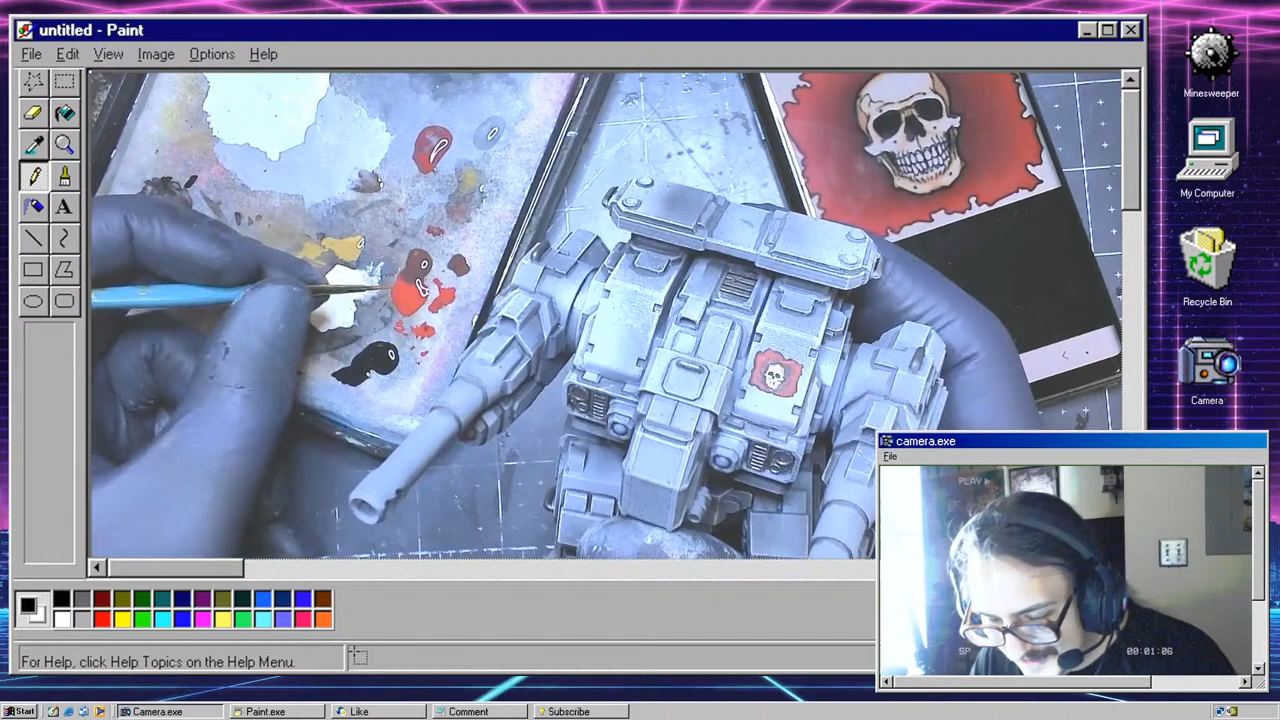 untitled - Paint
File Edit View Image Options Help
Minesweeper
My Computer
Recycle Bin
Camera
camera.exe
File
PLAY
SP 00:01:06
For Help, click Help Topics on the Help Menu.
Start Camera.exe Paint.exe Like Comment Subscribe